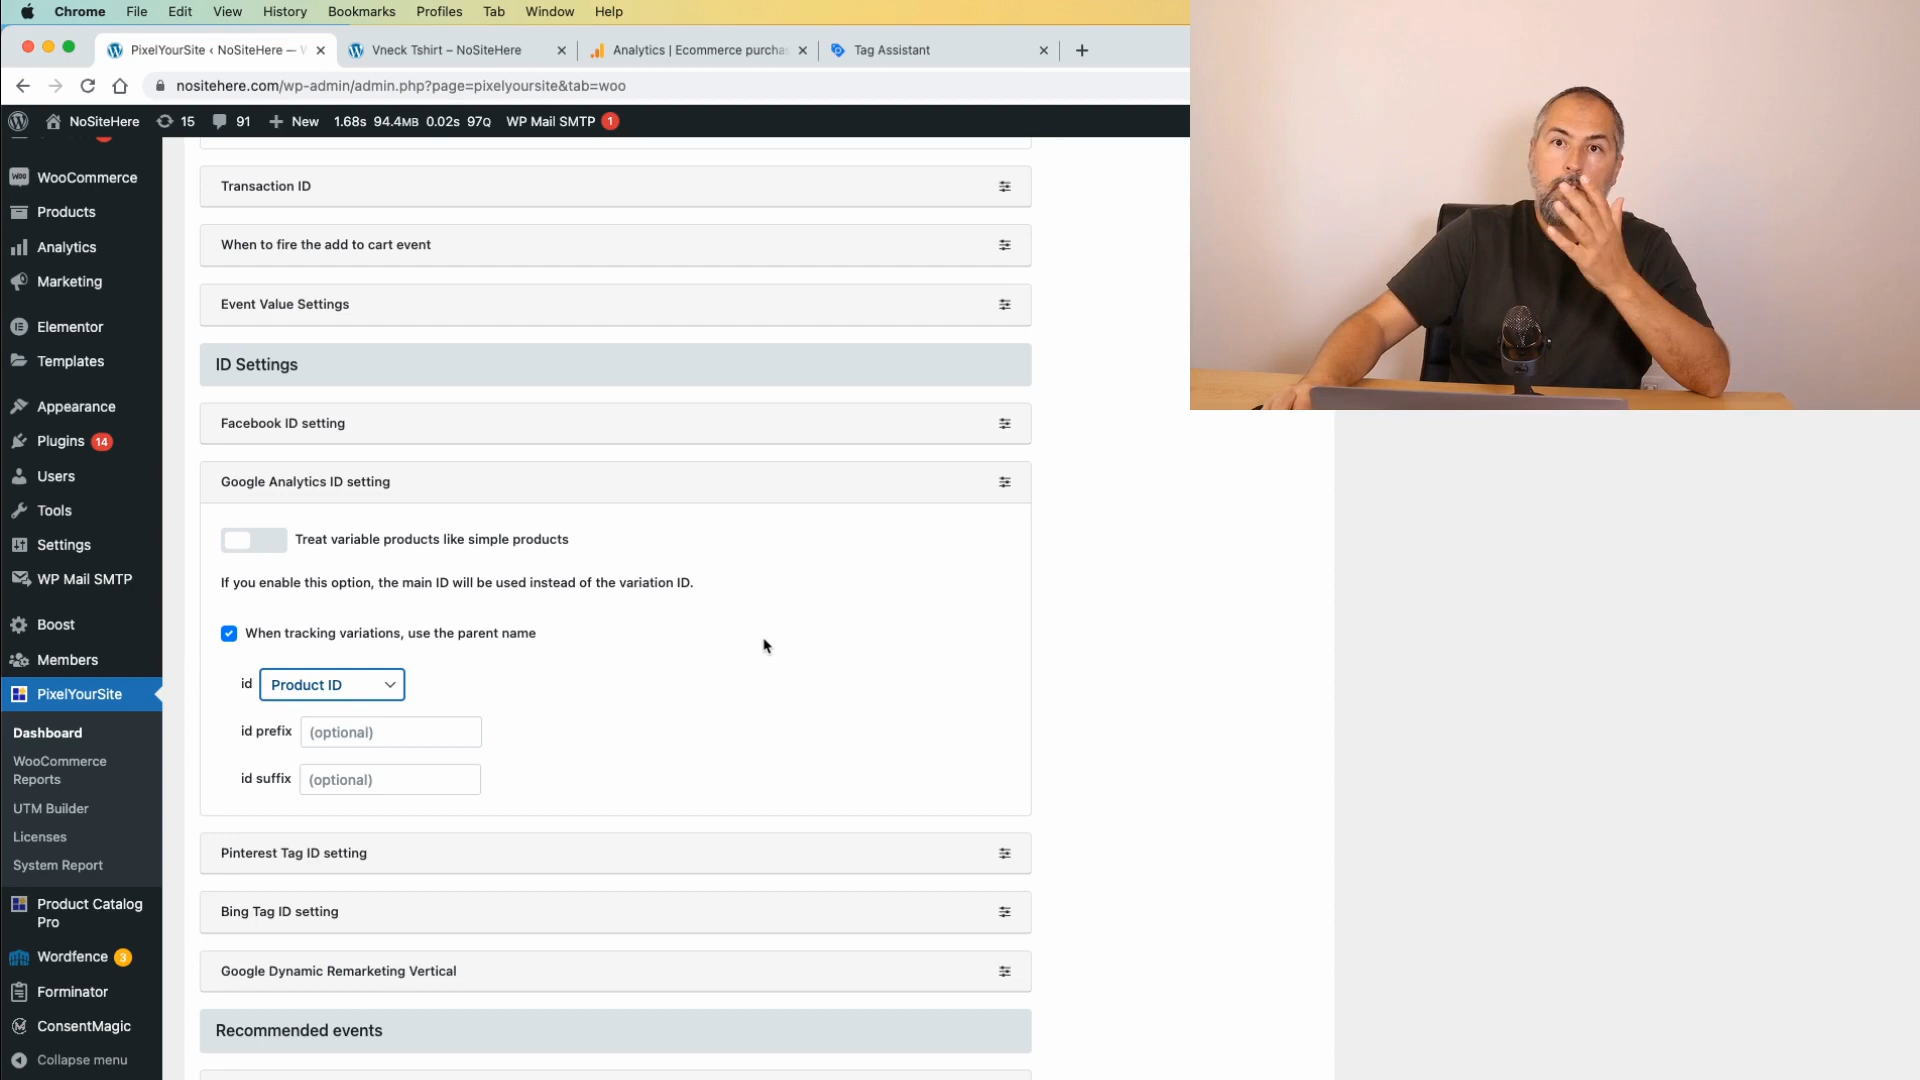 Chrome File Edit View History Bookmarks Profiles Tab Window Help
PixelYourSite ‹ NoSiteHere — W
Vneck Tshirt – NoSiteHere
Analytics | Ecommerce purcha
Tag Assistant
nositehere.com/wp-admin/admin.php?page=pixelyoursite&tab=woo
NoSiteHere 15 91 New 1.68s 94.4MB 0.02s 97Q WP Mail SMTP 1
WooCommerce
Products
Analytics
Marketing
Elementor
Templates
Appearance
Plugins 14
Users
Tools
Settings
WP Mail SMTP
Boost
Members
PixelYourSite
Dashboard
WooCommerce
Reports
UTM Builder
Licenses
System Report
Product Catalog
Pro
Wordfence 3
Forminator
ConsentMagic
Collapse menu
Transaction ID
When to fire the add to cart event
Event Value Settings
ID Settings
Facebook ID setting
Google Analytics ID setting
Treat variable products like simple products
If you enable this option, the main ID will be used instead of the variation ID.
When tracking variations, use the parent name
id Product ID
id prefix (optional)
id suffix (optional)
Pinterest Tag ID setting
Bing Tag ID setting
Google Dynamic Remarketing Vertical
Recommended events